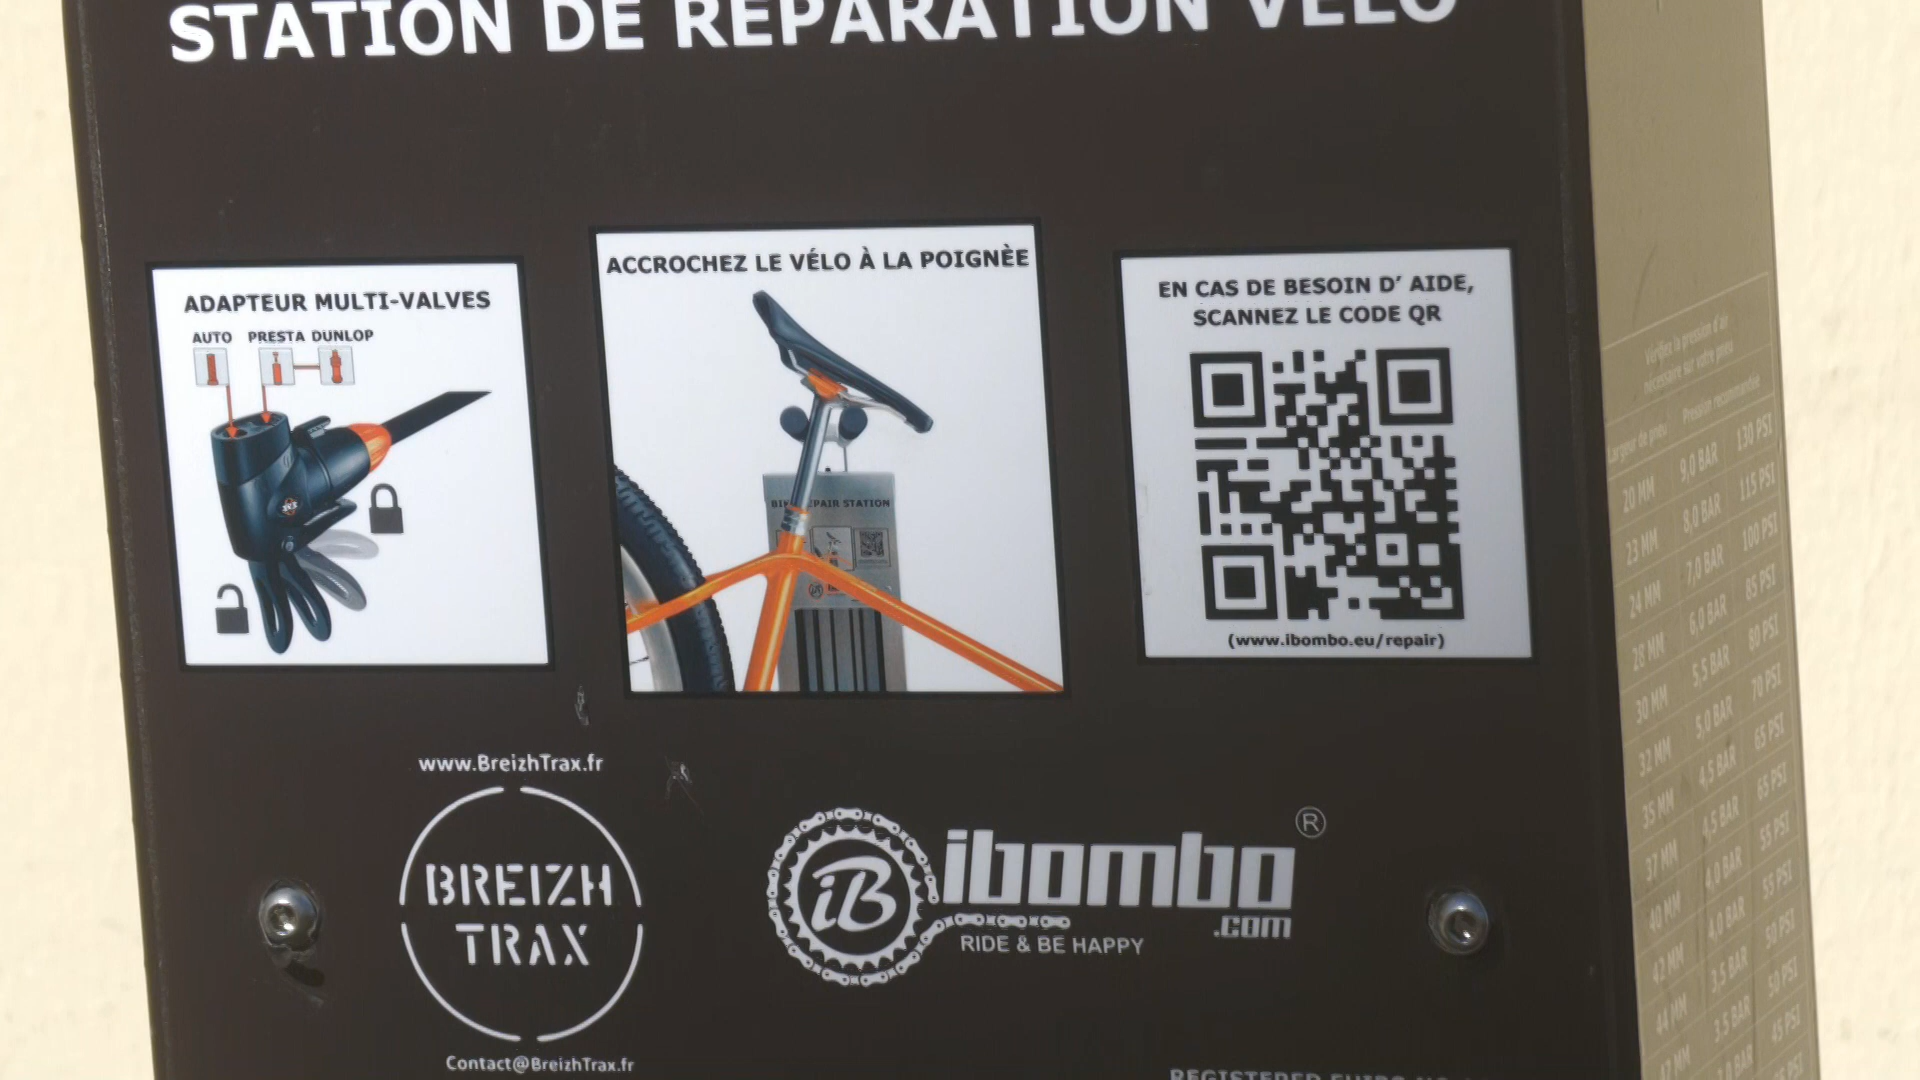 STATION DE RÉPARATION VÉLO
ADAPTEUR MULTI-VALVES
AUTO PRESTA DUNLOP
ACCROCHEZ LE VÉLO À LA POIGNÈE
BIKE REPAIR STATION
EN CAS DE BESOIN D' AIDE,
SCANNEZ LE CODE QR
(www.ibombo.eu/repair)
www.BreizhTrax.fr
BREIZH
TRAX
Contact@BreizhTrax.fr
iB
ibombo ®
.com
RIDE & BE HAPPY
Vérifiez la pression d'air
nécessaire sur votre pneu
Largeur de pneu Pression recommandée
20 MM 9,0 BAR 130 PSI
23 MM 8,0 BAR 115 PSI
24 MM 7,0 BAR 100 PSI
28 MM 6,0 BAR 85 PSI
30 MM 5,5 BAR 80 PSI
32 MM 5,0 BAR 70 PSI
35 MM 4,5 BAR 65 PSI
37 MM 4,5 BAR 65 PSI
40 MM 4,0 BAR 55 PSI
42 MM 4,0 BAR 55 PSI
44 MM 3,5 BAR 50 PSI
47 MM 3,5 BAR 50 PSI
45 PSI